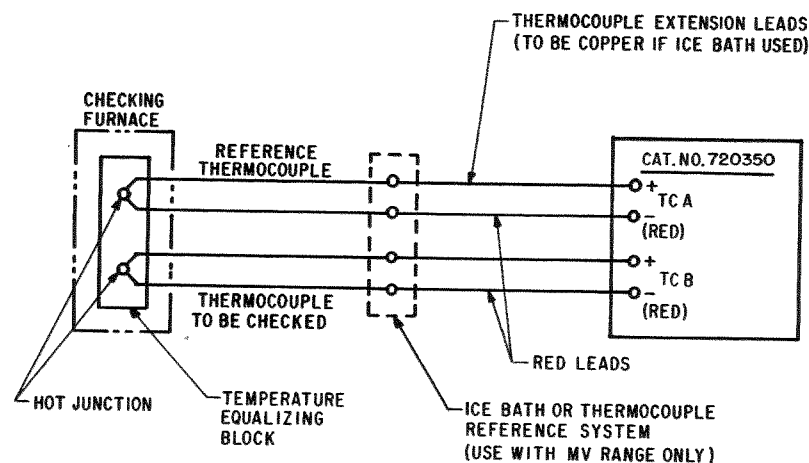 THERMOCOUPLE EXTENSION LEADS
(TO BE COPPER IF ICE BATH USED)
CHECKING
FURNACE
REFERENCE
THERMOCOUPLE
CAT. NO. 720350
+
TC A
-
(RED)
+
TC B
-
(RED)
THERMOCOUPLE
TO BE CHECKED
RED LEADS
HOT JUNCTION
TEMPERATURE
EQUALIZING
BLOCK
ICE BATH OR THERMOCOUPLE
REFERENCE SYSTEM
(USE WITH MV RANGE ONLY)